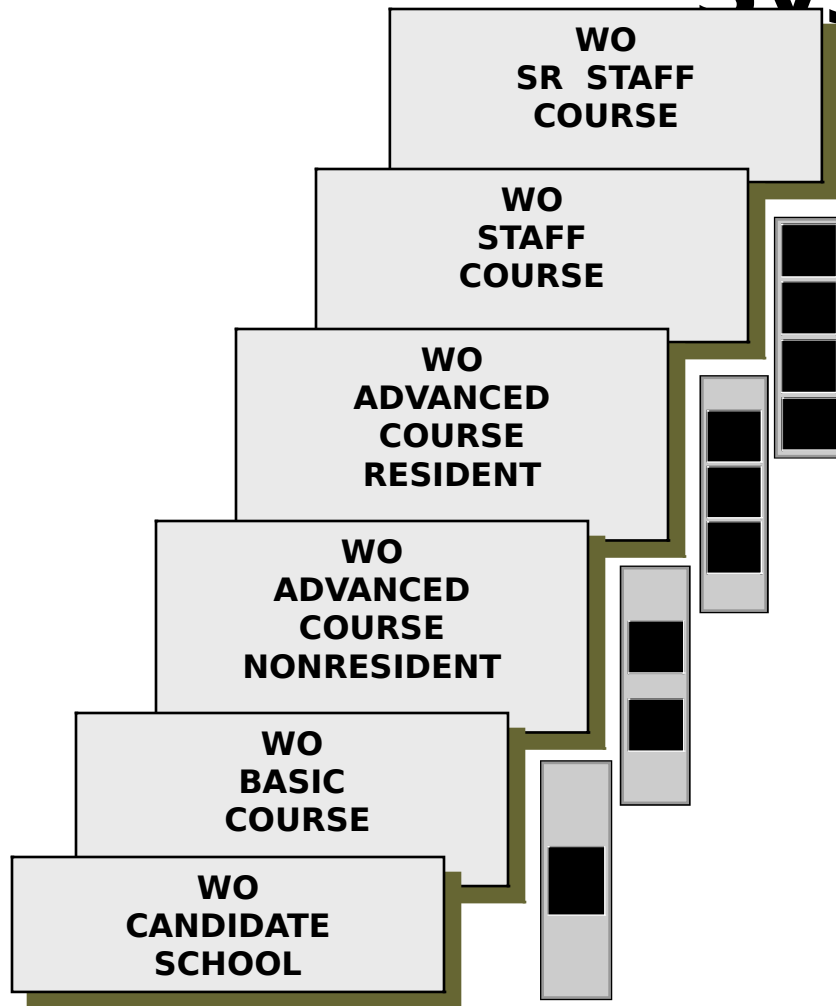 WO
SR STAFF
COURSE
WO
STAFF
COURSE
WO
ADVANCED
COURSE
RESIDENT
WO
ADVANCED
COURSE
NONRESIDENT
WO
BASIC
COURSE
WO
CANDIDATE
SCHOOL